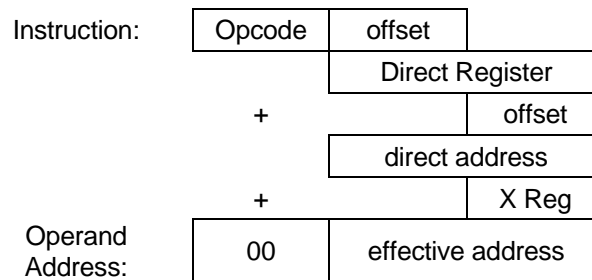 Instruction: Opcode offset
Direct Register
+ offset
direct address
+ X Reg
Operand
Address: 00 effective address